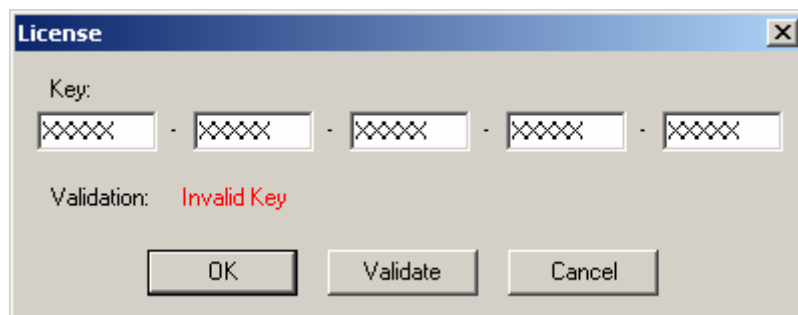 License
Key:
XXXXX - XXXXX - XXXXX - XXXXX - XXXXX
Validation: Invalid Key
OK Validate Cancel